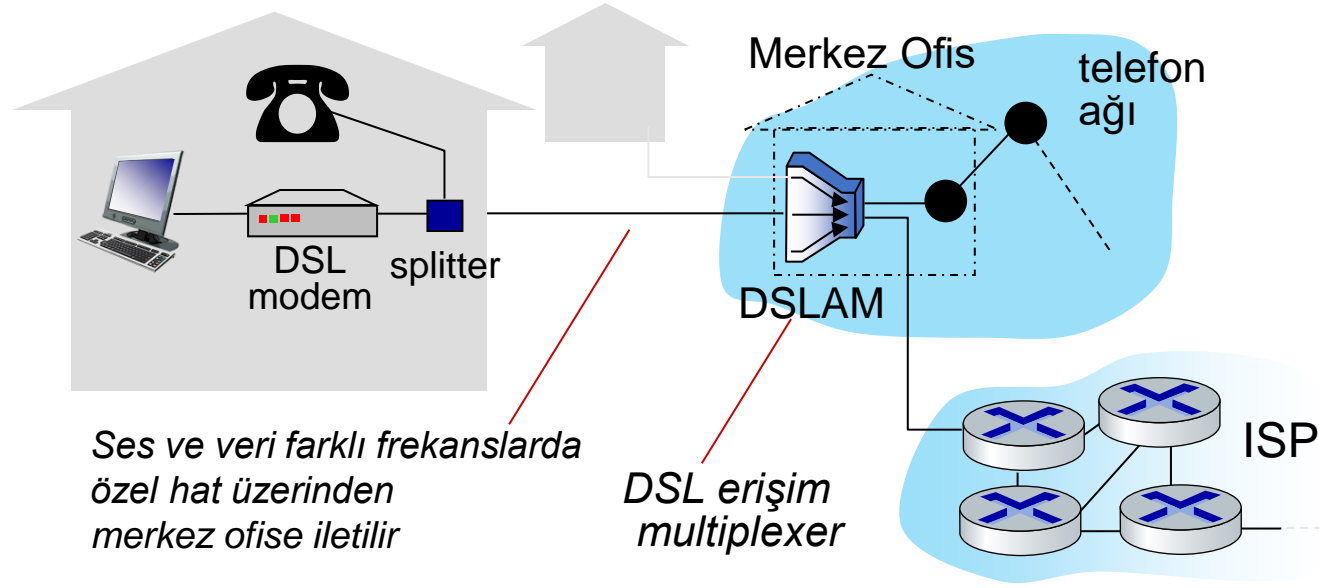 Merkez Ofis
telefon
ağı
DSL
modem
splitter
DSLAM
ISP
Ses ve veri farklı frekanslarda
özel hat üzerinden
merkez ofise iletilir
DSL erişim
multiplexer